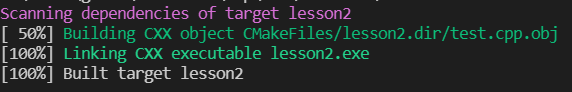 Scanning dependencies of target lesson2
[ 50%] Building CXX object CMakeFiles/lesson2.dir/test.cpp.obj
[100%] Linking CXX executable lesson2.exe
[100%] Built target lesson2